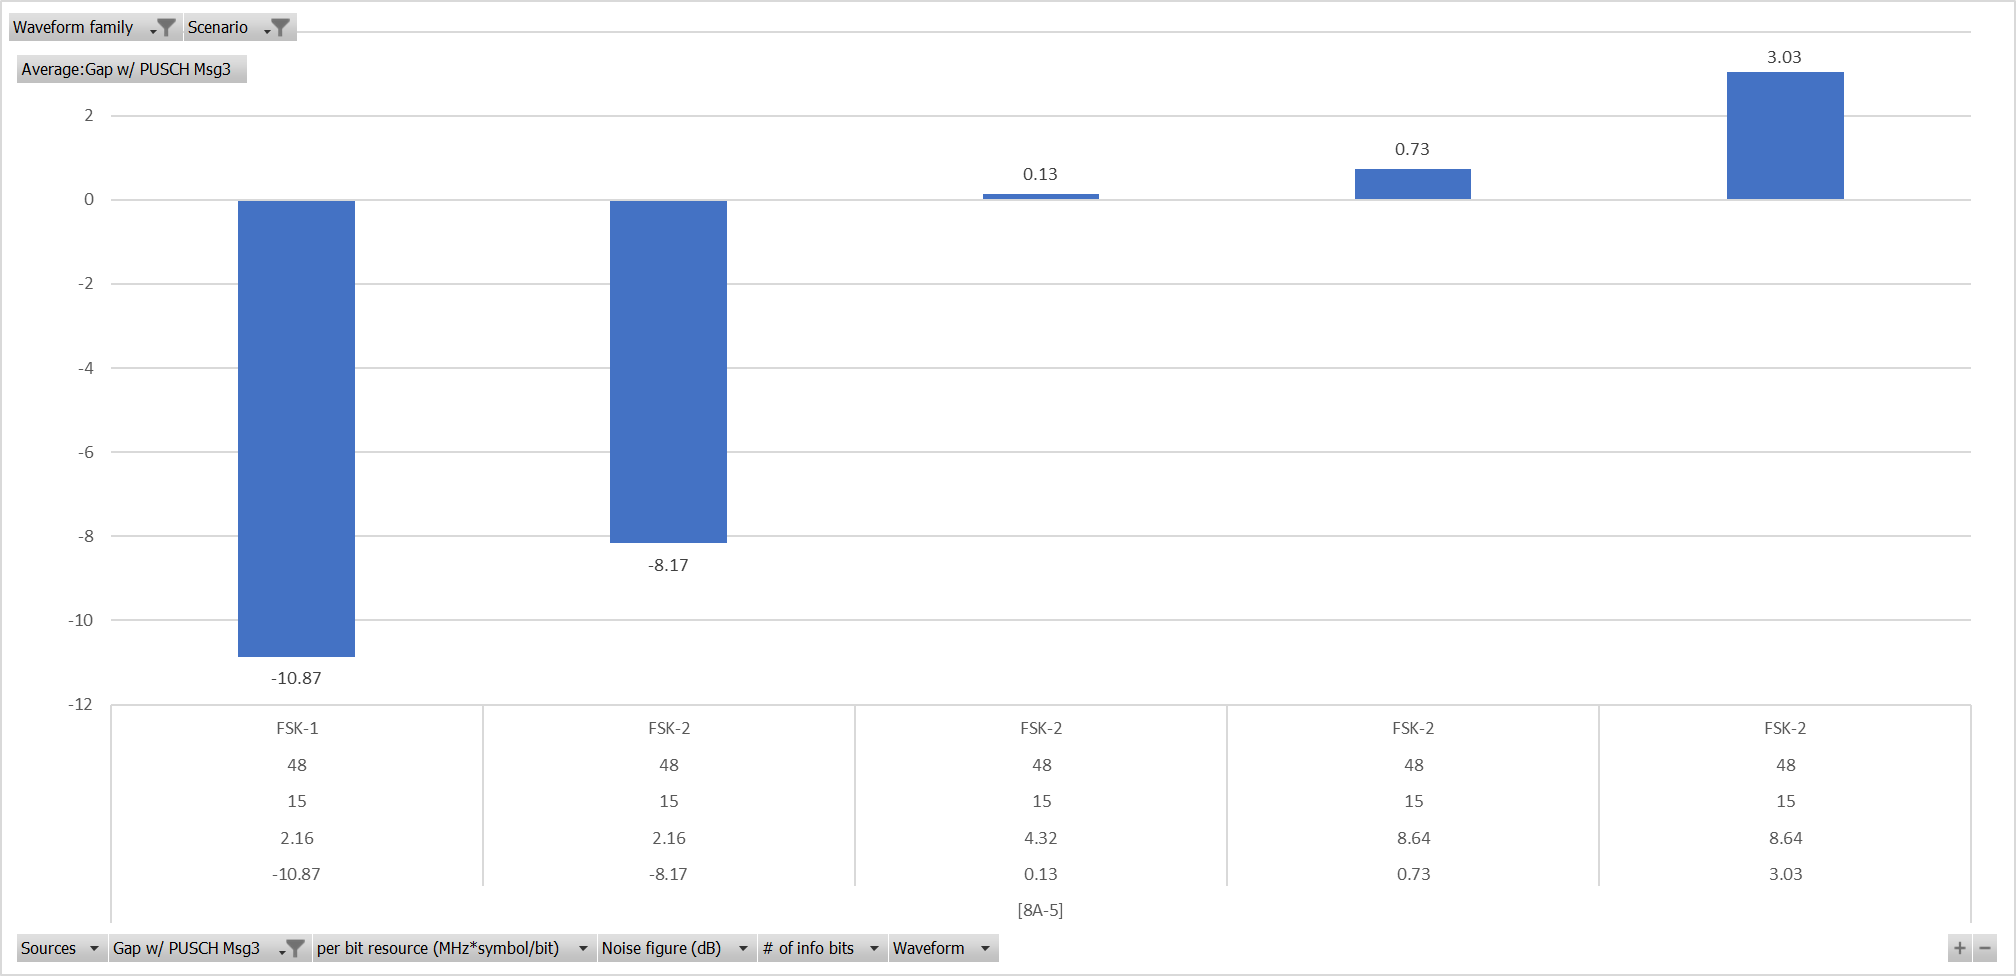 Waveform family Scenario
Average:Gap w/ PUSCH Msg3
3.03
2
0.73
0.13
0
-2
-4
-6
-8
-8.17
-10
-10.87
-12
FSK-1 FSK-2 FSK-2 FSK-2 FSK-2
48 48 48 48 48
15 15 15 15 15
2.16 2.16 4.32 8.64 8.64
-10.87 -8.17 0.13 0.73 3.03
[8A-5]
Sources Gap w/ PUSCH Msg3 per bit resource (MHz*symbol/bit) Noise figure (dB) # of info bits Waveform + −